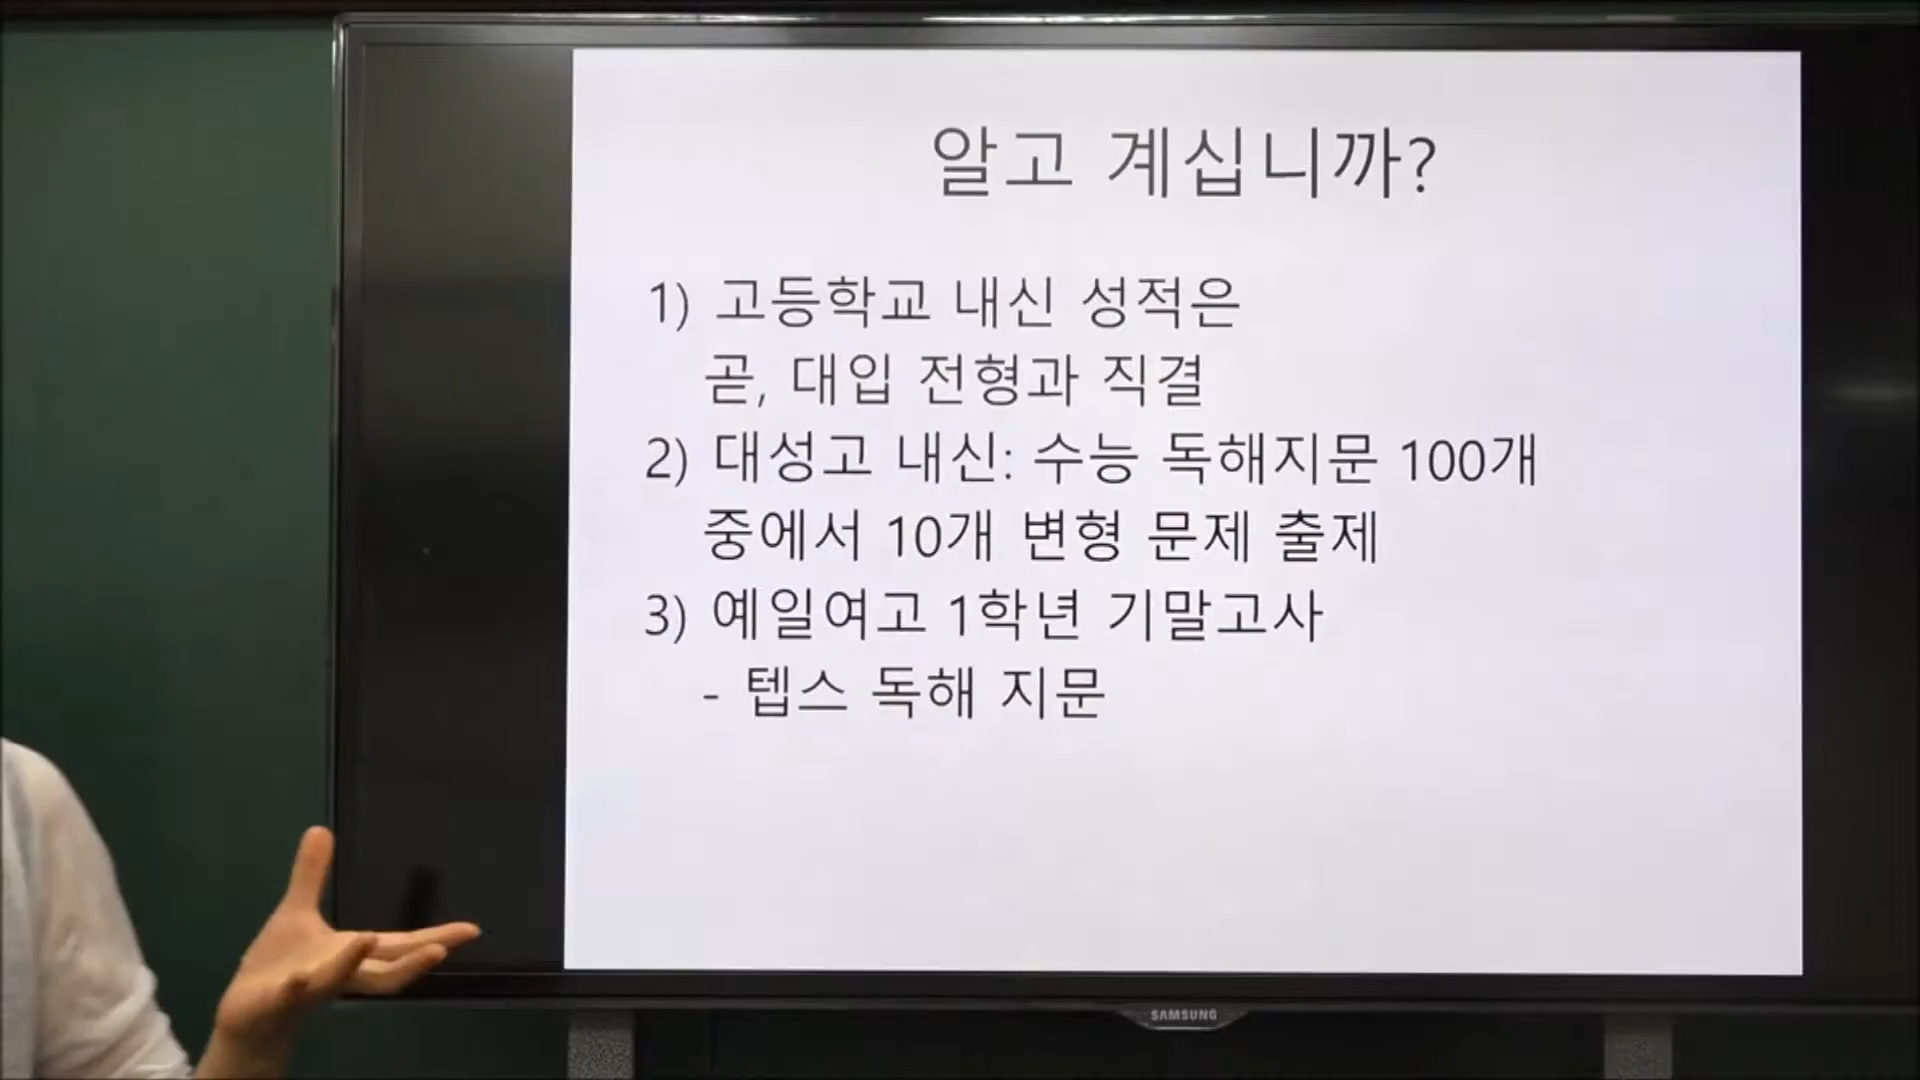 알고 계십니까?
1) 고등학교 내신 성적은
곧, 대입 전형과 직결
2) 대성고 내신: 수능 독해지문 100개
중에서 10개 변형 문제 출제
3) 예일여고 1학년 기말고사
- 텝스 독해 지문
SAMSUNG